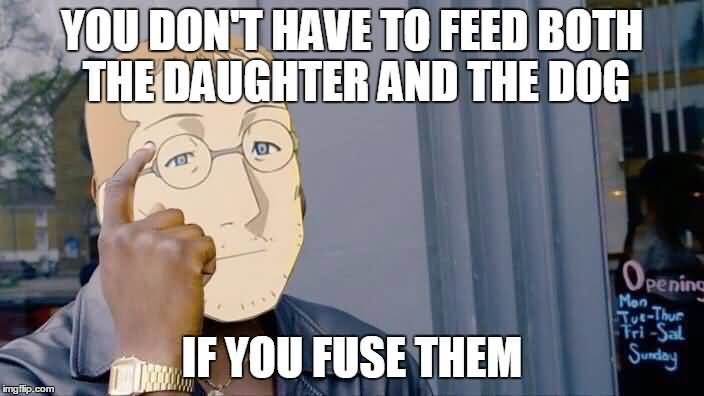 YOU DON'T HAVE TO FEED BOTH
THE DAUGHTER AND THE DOG
Opening
Mon
Tue-Thur
Fri-Sat
Sunday
IF YOU FUSE THEM
imgflip.com